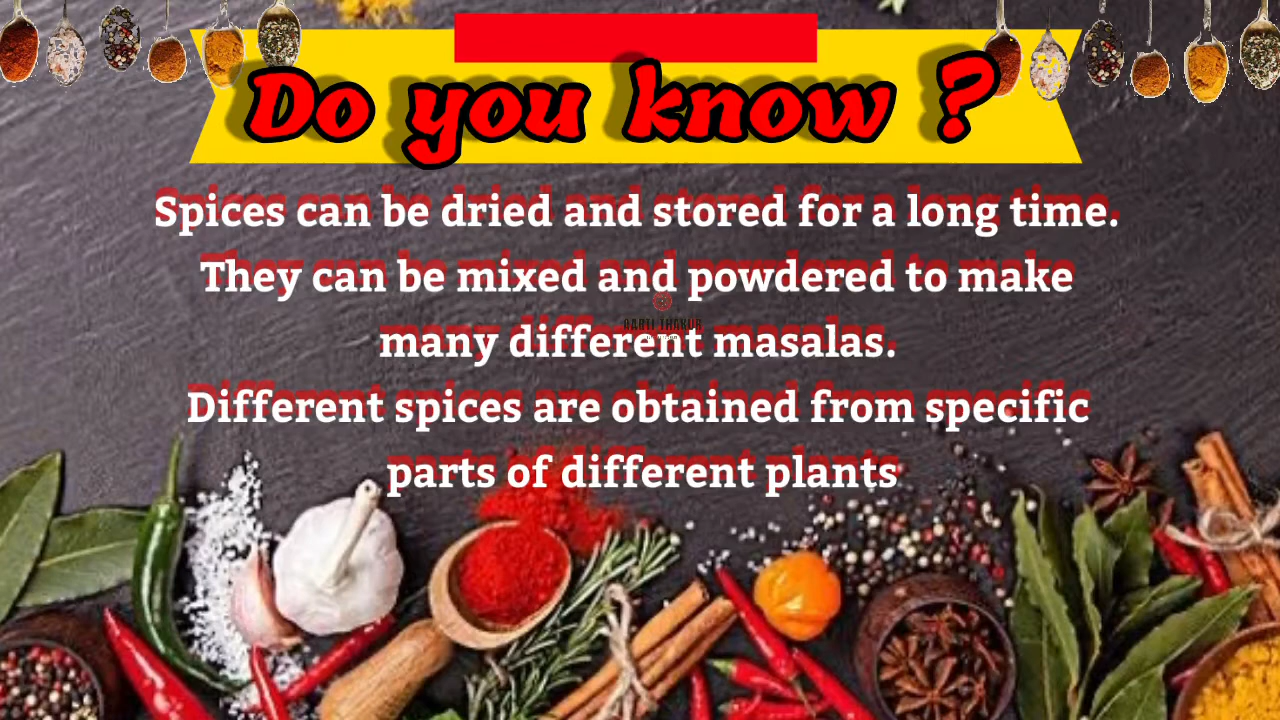 Do you know ?
Spices can be dried and stored for a long time.
They can be mixed and powdered to make
many different masalas.
Different spices are obtained from specific
parts of different plants